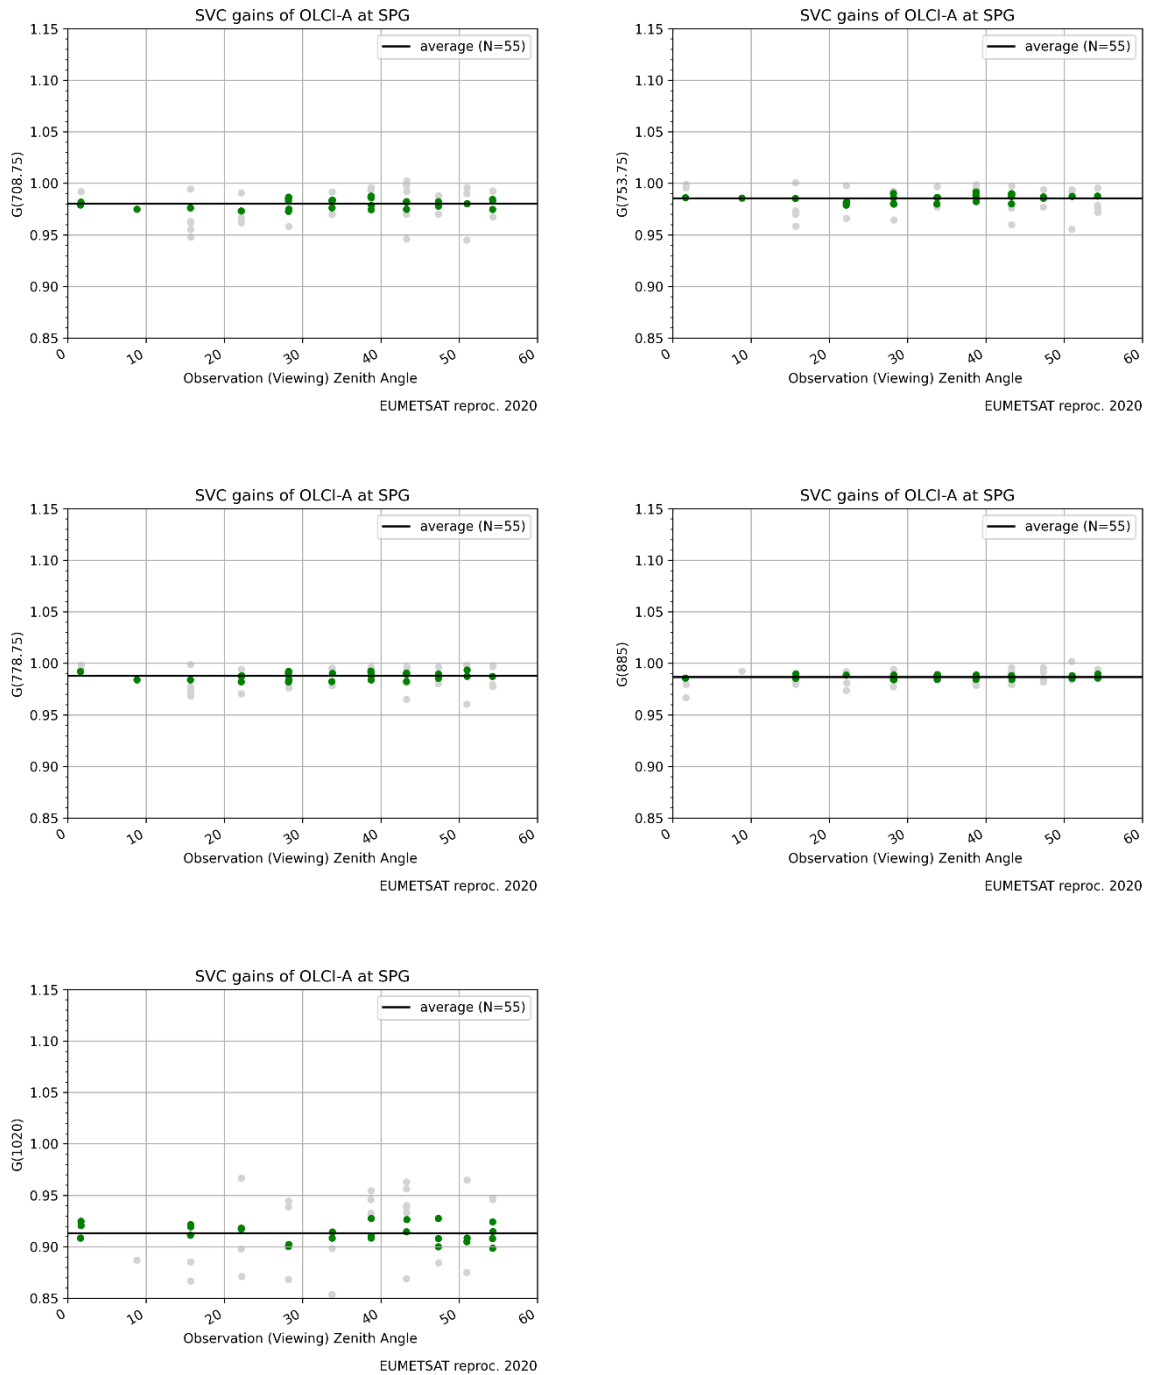 SVC gains of OLCI-A at SPG
average (N=55)
1.15
1.10
1.05
1.00
0.95
0.90
0.85
G(708.75)
0 10 20 30 40 50 60
Observation (Viewing) Zenith Angle
EUMETSAT reproc. 2020
SVC gains of OLCI-A at SPG
average (N=55)
1.15
1.10
1.05
1.00
0.95
0.90
0.85
G(753.75)
0 10 20 30 40 50 60
Observation (Viewing) Zenith Angle
EUMETSAT reproc. 2020
SVC gains of OLCI-A at SPG
average (N=55)
1.15
1.10
1.05
1.00
0.95
0.90
0.85
G(778.75)
0 10 20 30 40 50 60
Observation (Viewing) Zenith Angle
EUMETSAT reproc. 2020
SVC gains of OLCI-A at SPG
average (N=55)
1.15
1.10
1.05
1.00
0.95
0.90
0.85
G(885)
0 10 20 30 40 50 60
Observation (Viewing) Zenith Angle
EUMETSAT reproc. 2020
SVC gains of OLCI-A at SPG
average (N=55)
1.15
1.10
1.05
1.00
0.95
0.90
0.85
G(1020)
0 10 20 30 40 50 60
Observation (Viewing) Zenith Angle
EUMETSAT reproc. 2020